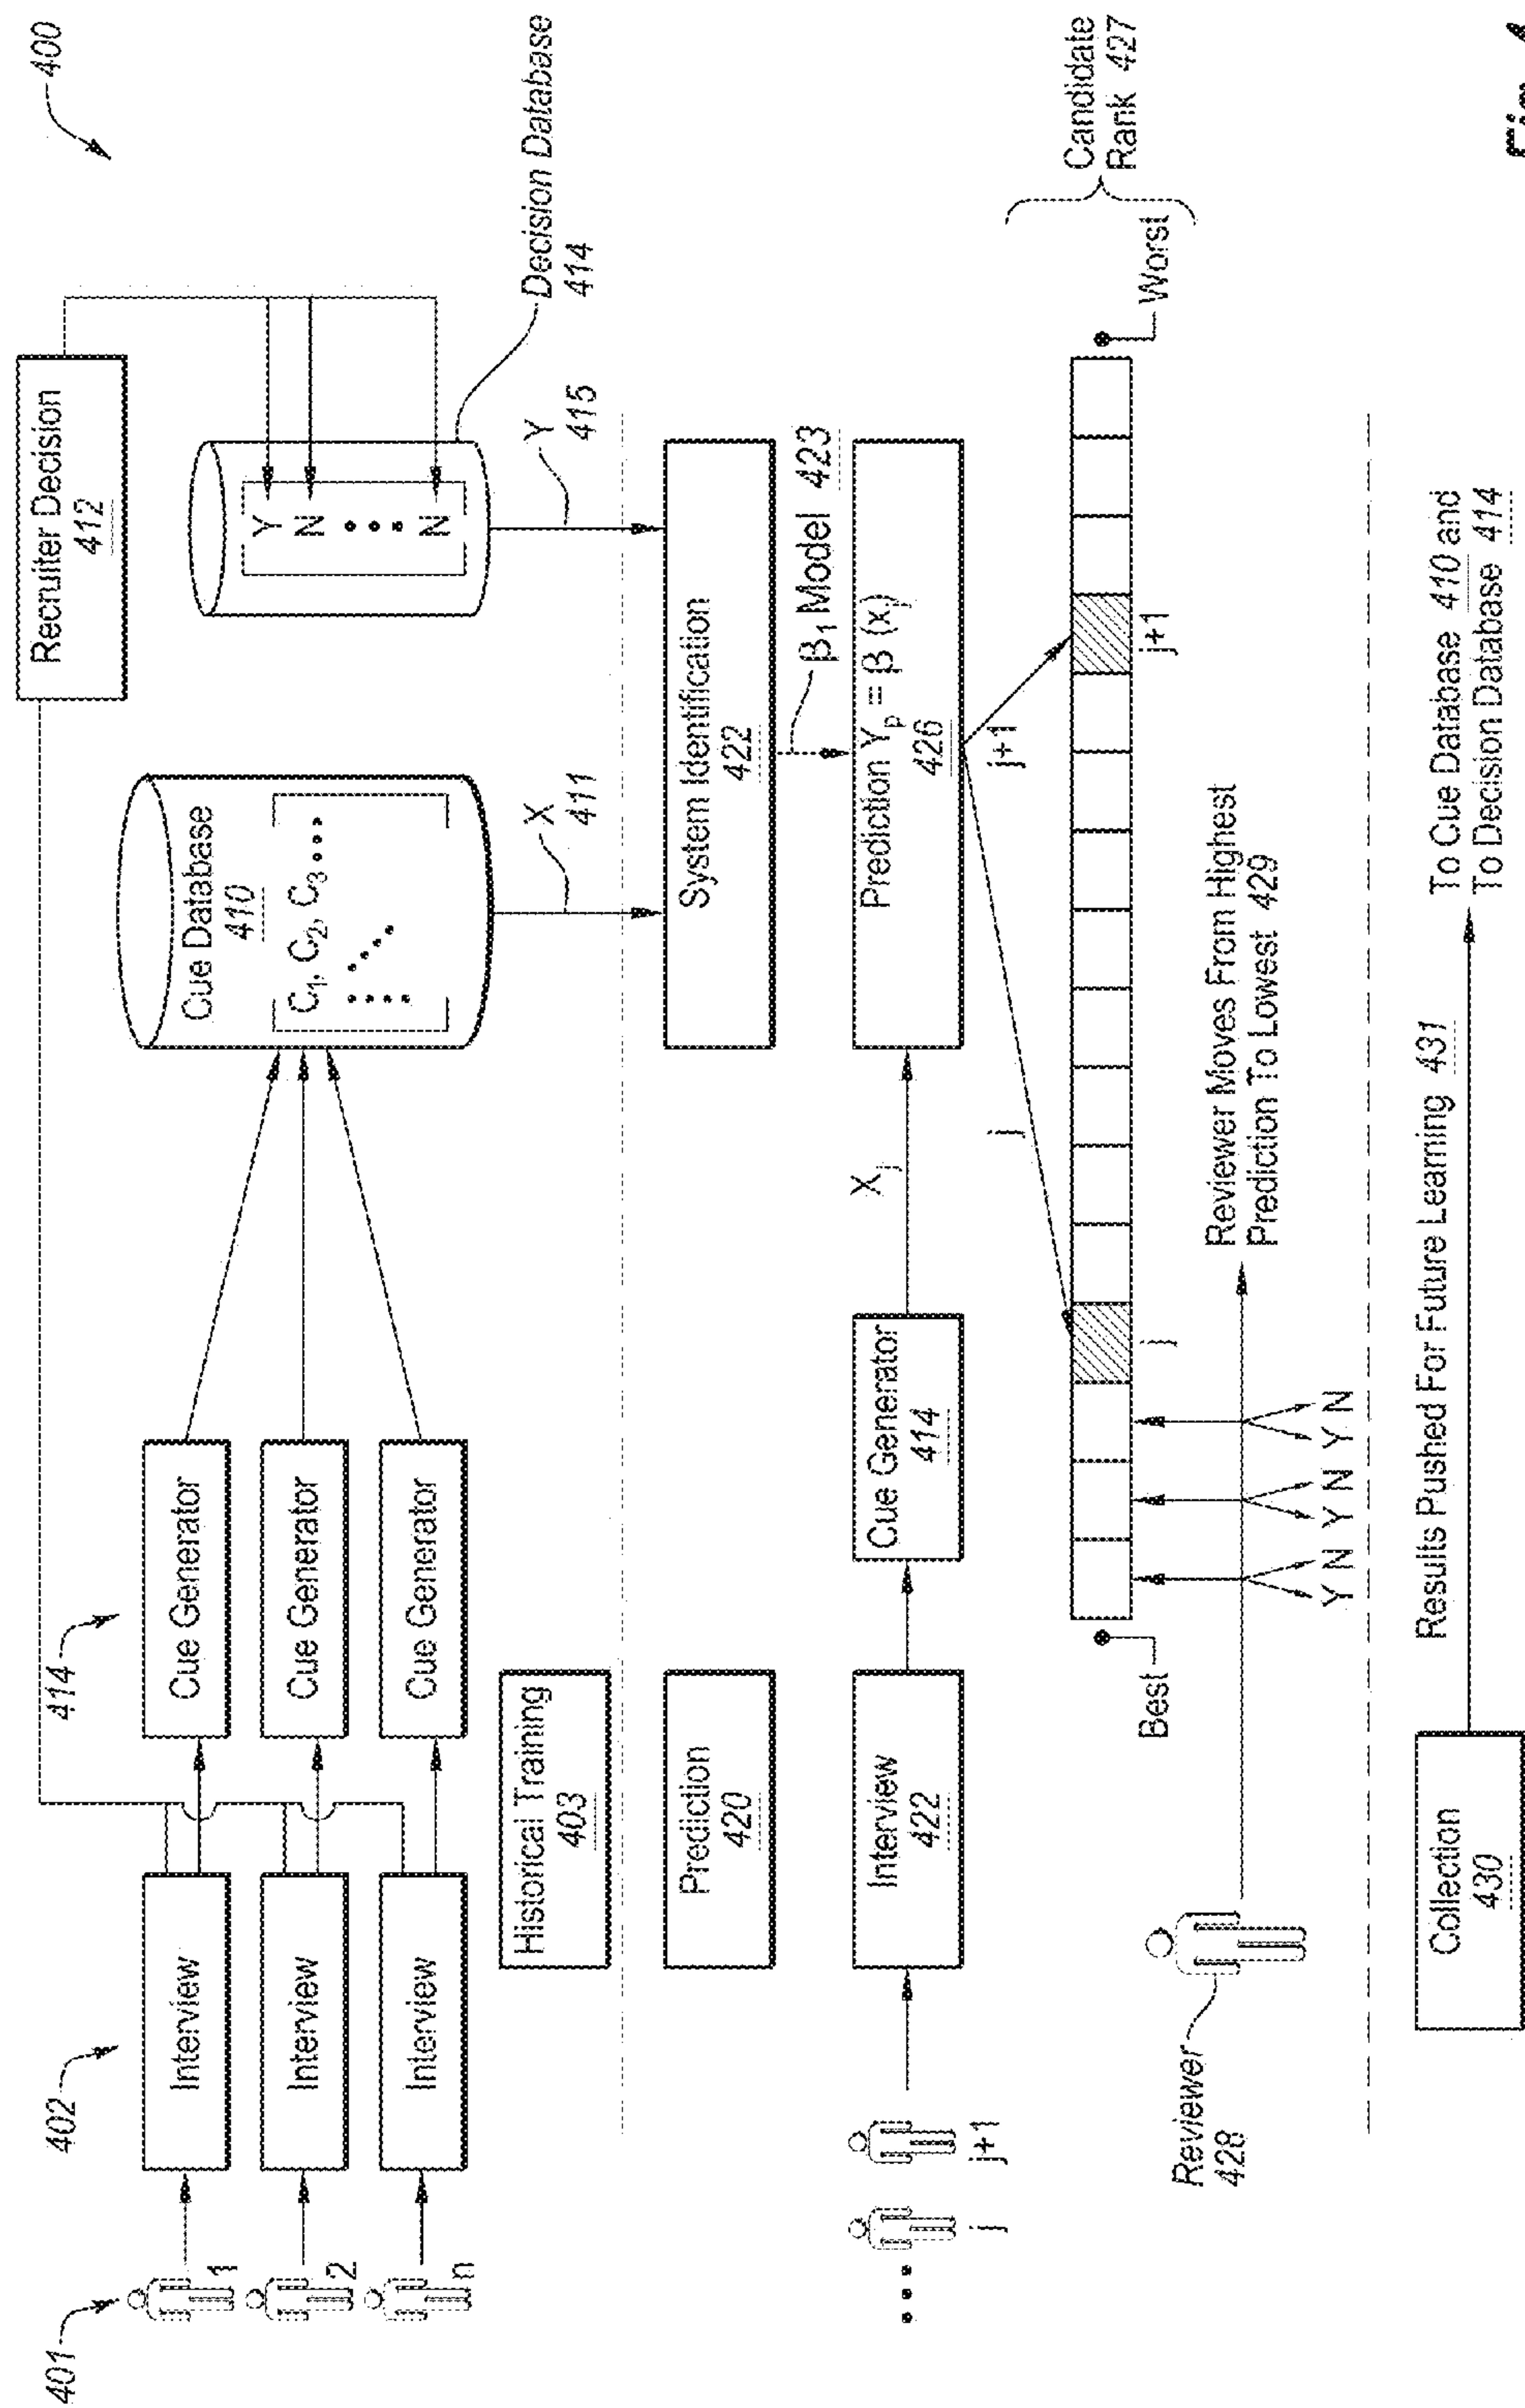 400
Recruiter Decision
412
401
402
414
1
2
n
Interview
Interview
Interview
Cue Generator
Cue Generator
Cue Generator
Cue Database
410
C1, C2, C3
Y
N
N
Decision Database
414
X
411
Y
415
Historical Training
403
Prediction
420
System Identification
422
β1 Model 423
j
j+1
Interview
422
Cue Generator
414
Xj
Prediction Yp = β (xj)
426
j
j+1
Candidate
Rank 427
Best
Worst
j
j+1
Reviewer
428
Y N Y N Y N
Reviewer Moves From Highest
Prediction To Lowest 429
Collection
430
Results Pushed For Future Learning 431
To Cue Database 410 and
To Decision Database 414